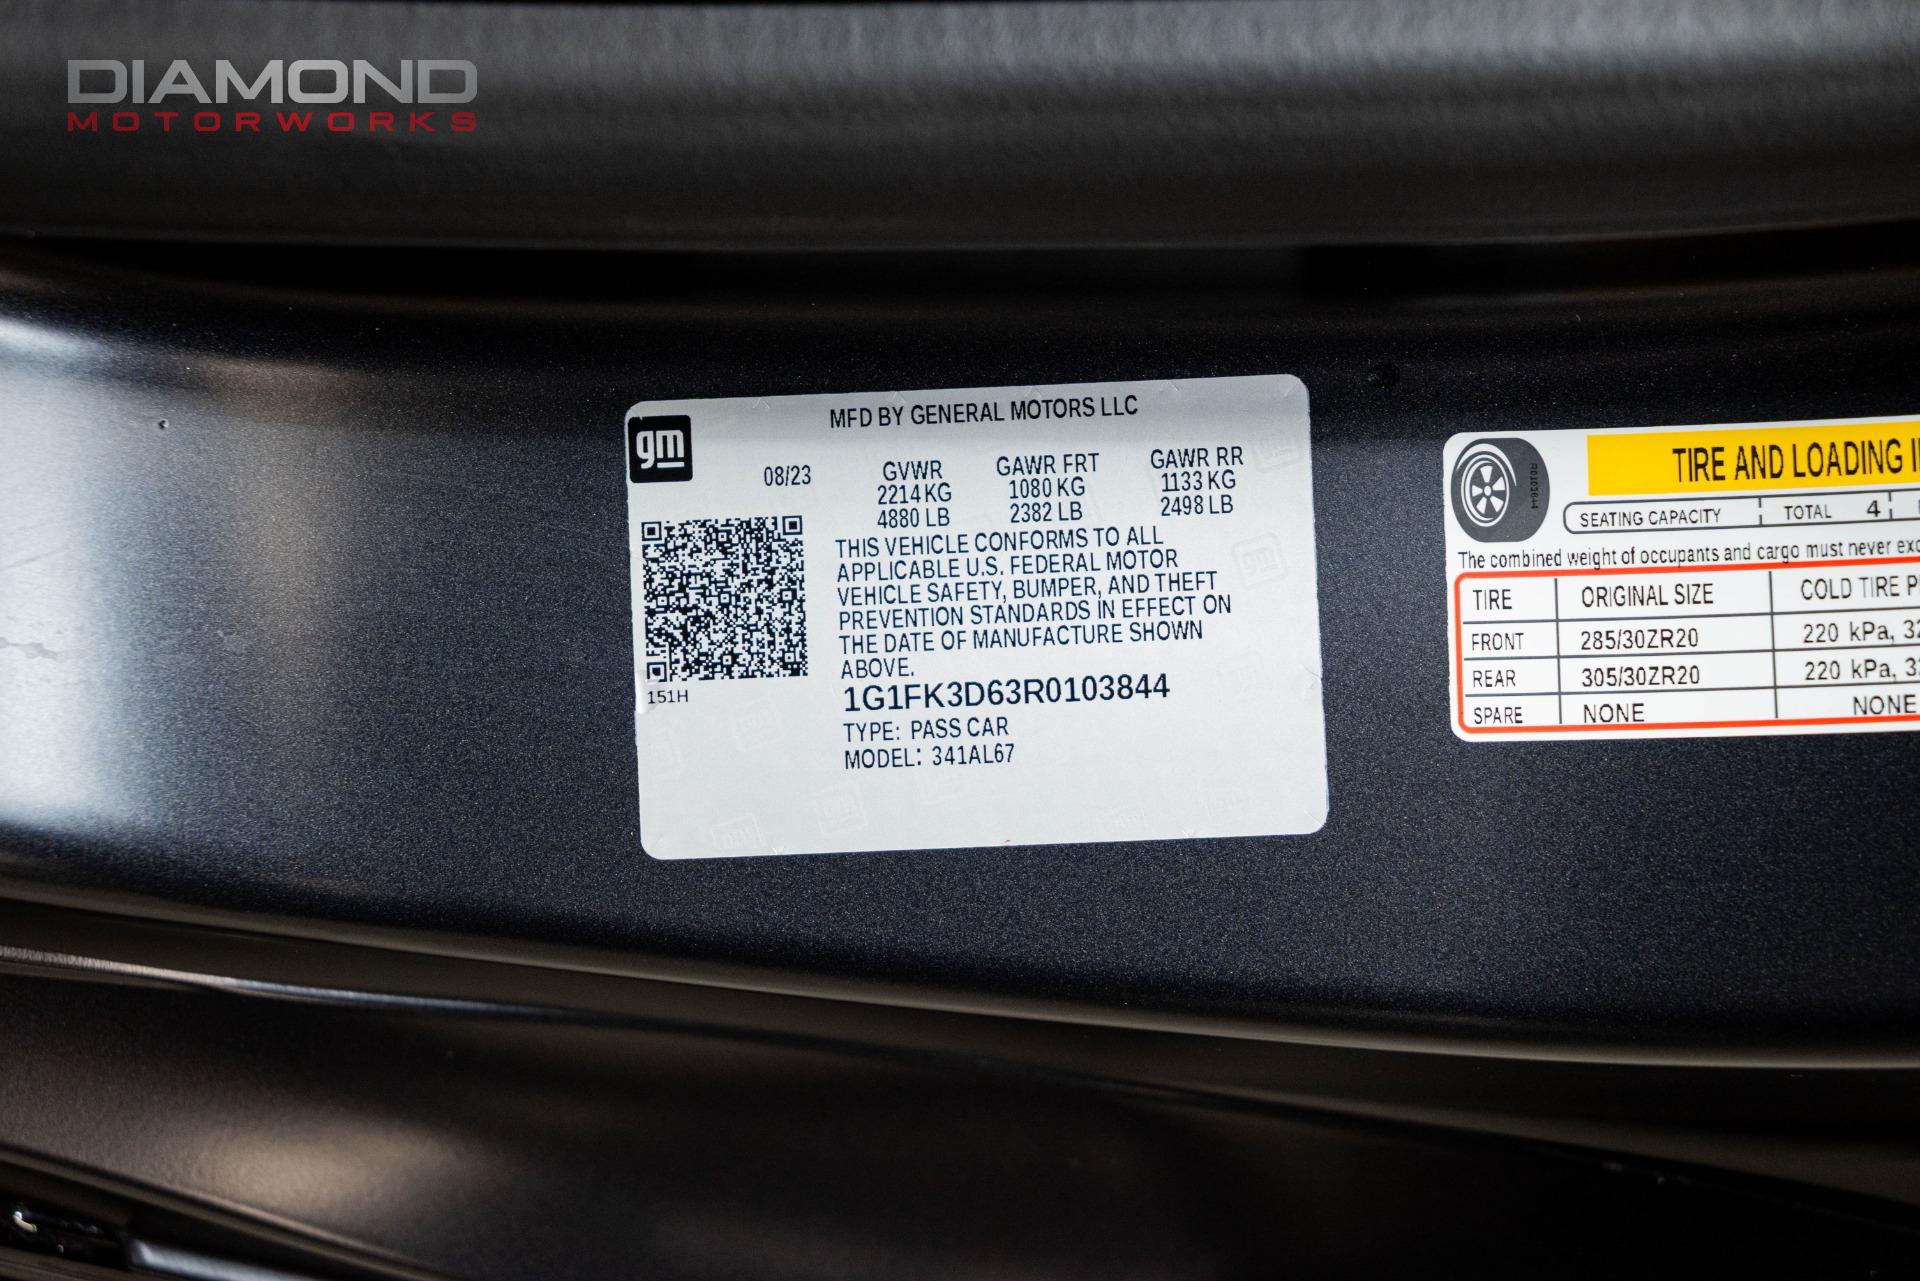 DIAMOND
MOTORWORKS
gm
MFD BY GENERAL MOTORS LLC
08/23
GVWR GAWR FRT GAWR RR
2214 KG 1080 KG 1133 KG
4880 LB 2382 LB 2498 LB
THIS VEHICLE CONFORMS TO ALL
APPLICABLE U.S. FEDERAL MOTOR
VEHICLE SAFETY, BUMPER, AND THEFT
PREVENTION STANDARDS IN EFFECT ON
THE DATE OF MANUFACTURE SHOWN
ABOVE.
151H
1G1FK3D63R0103844
TYPE: PASS CAR
MODEL: 341AL67
TIRE AND LOADING
R0103844
SEATING CAPACITY TOTAL 4
The combined weight of occupants and cargo must never
TIRE ORIGINAL SIZE COLD TIRE
FRONT 285/30ZR20 220 kPa,
REAR 305/30ZR20 220 kPa,
SPARE NONE NONE